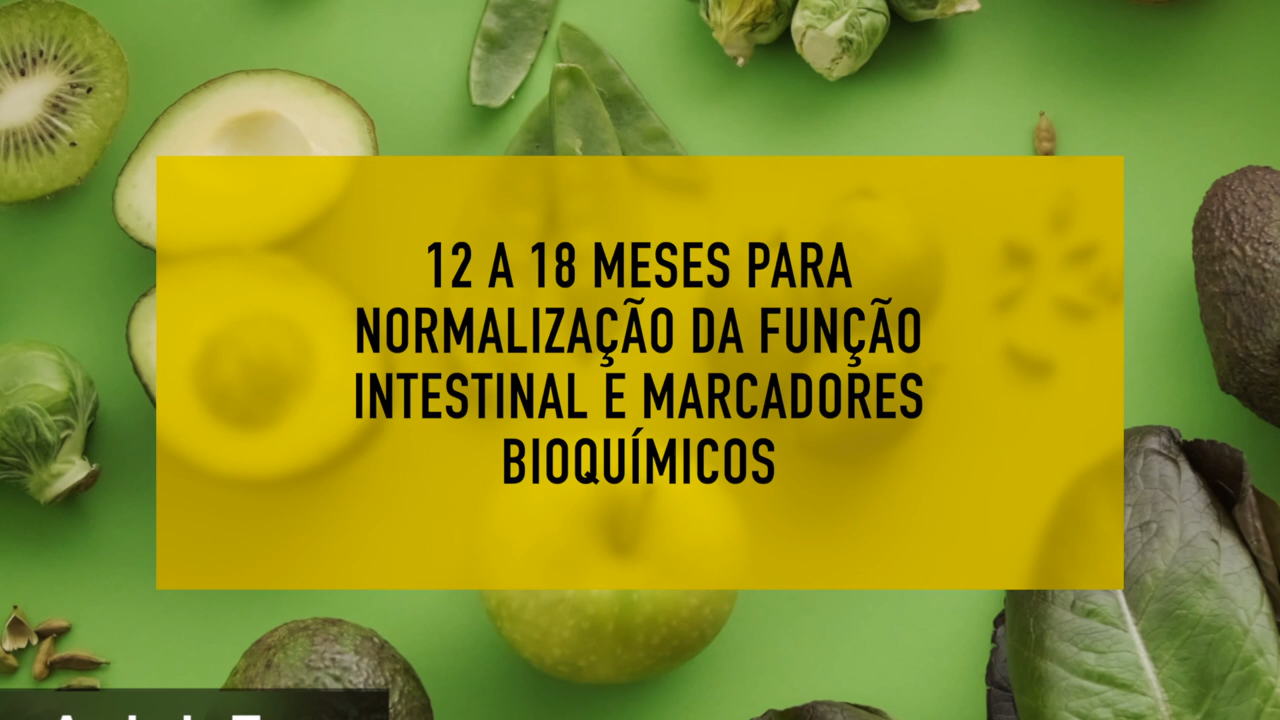 12 A 18 MESES PARA
NORMALIZAÇÃO DA FUNÇÃO
INTESTINAL E MARCADORES
BIOQUÍMICOS